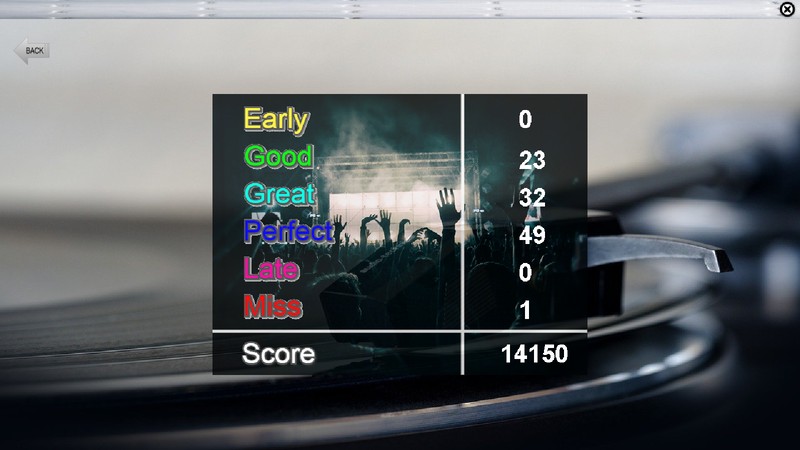 BACK
Early 0
Good 23
Great 32
Perfect 49
Late 0
Miss 1
Score 14150